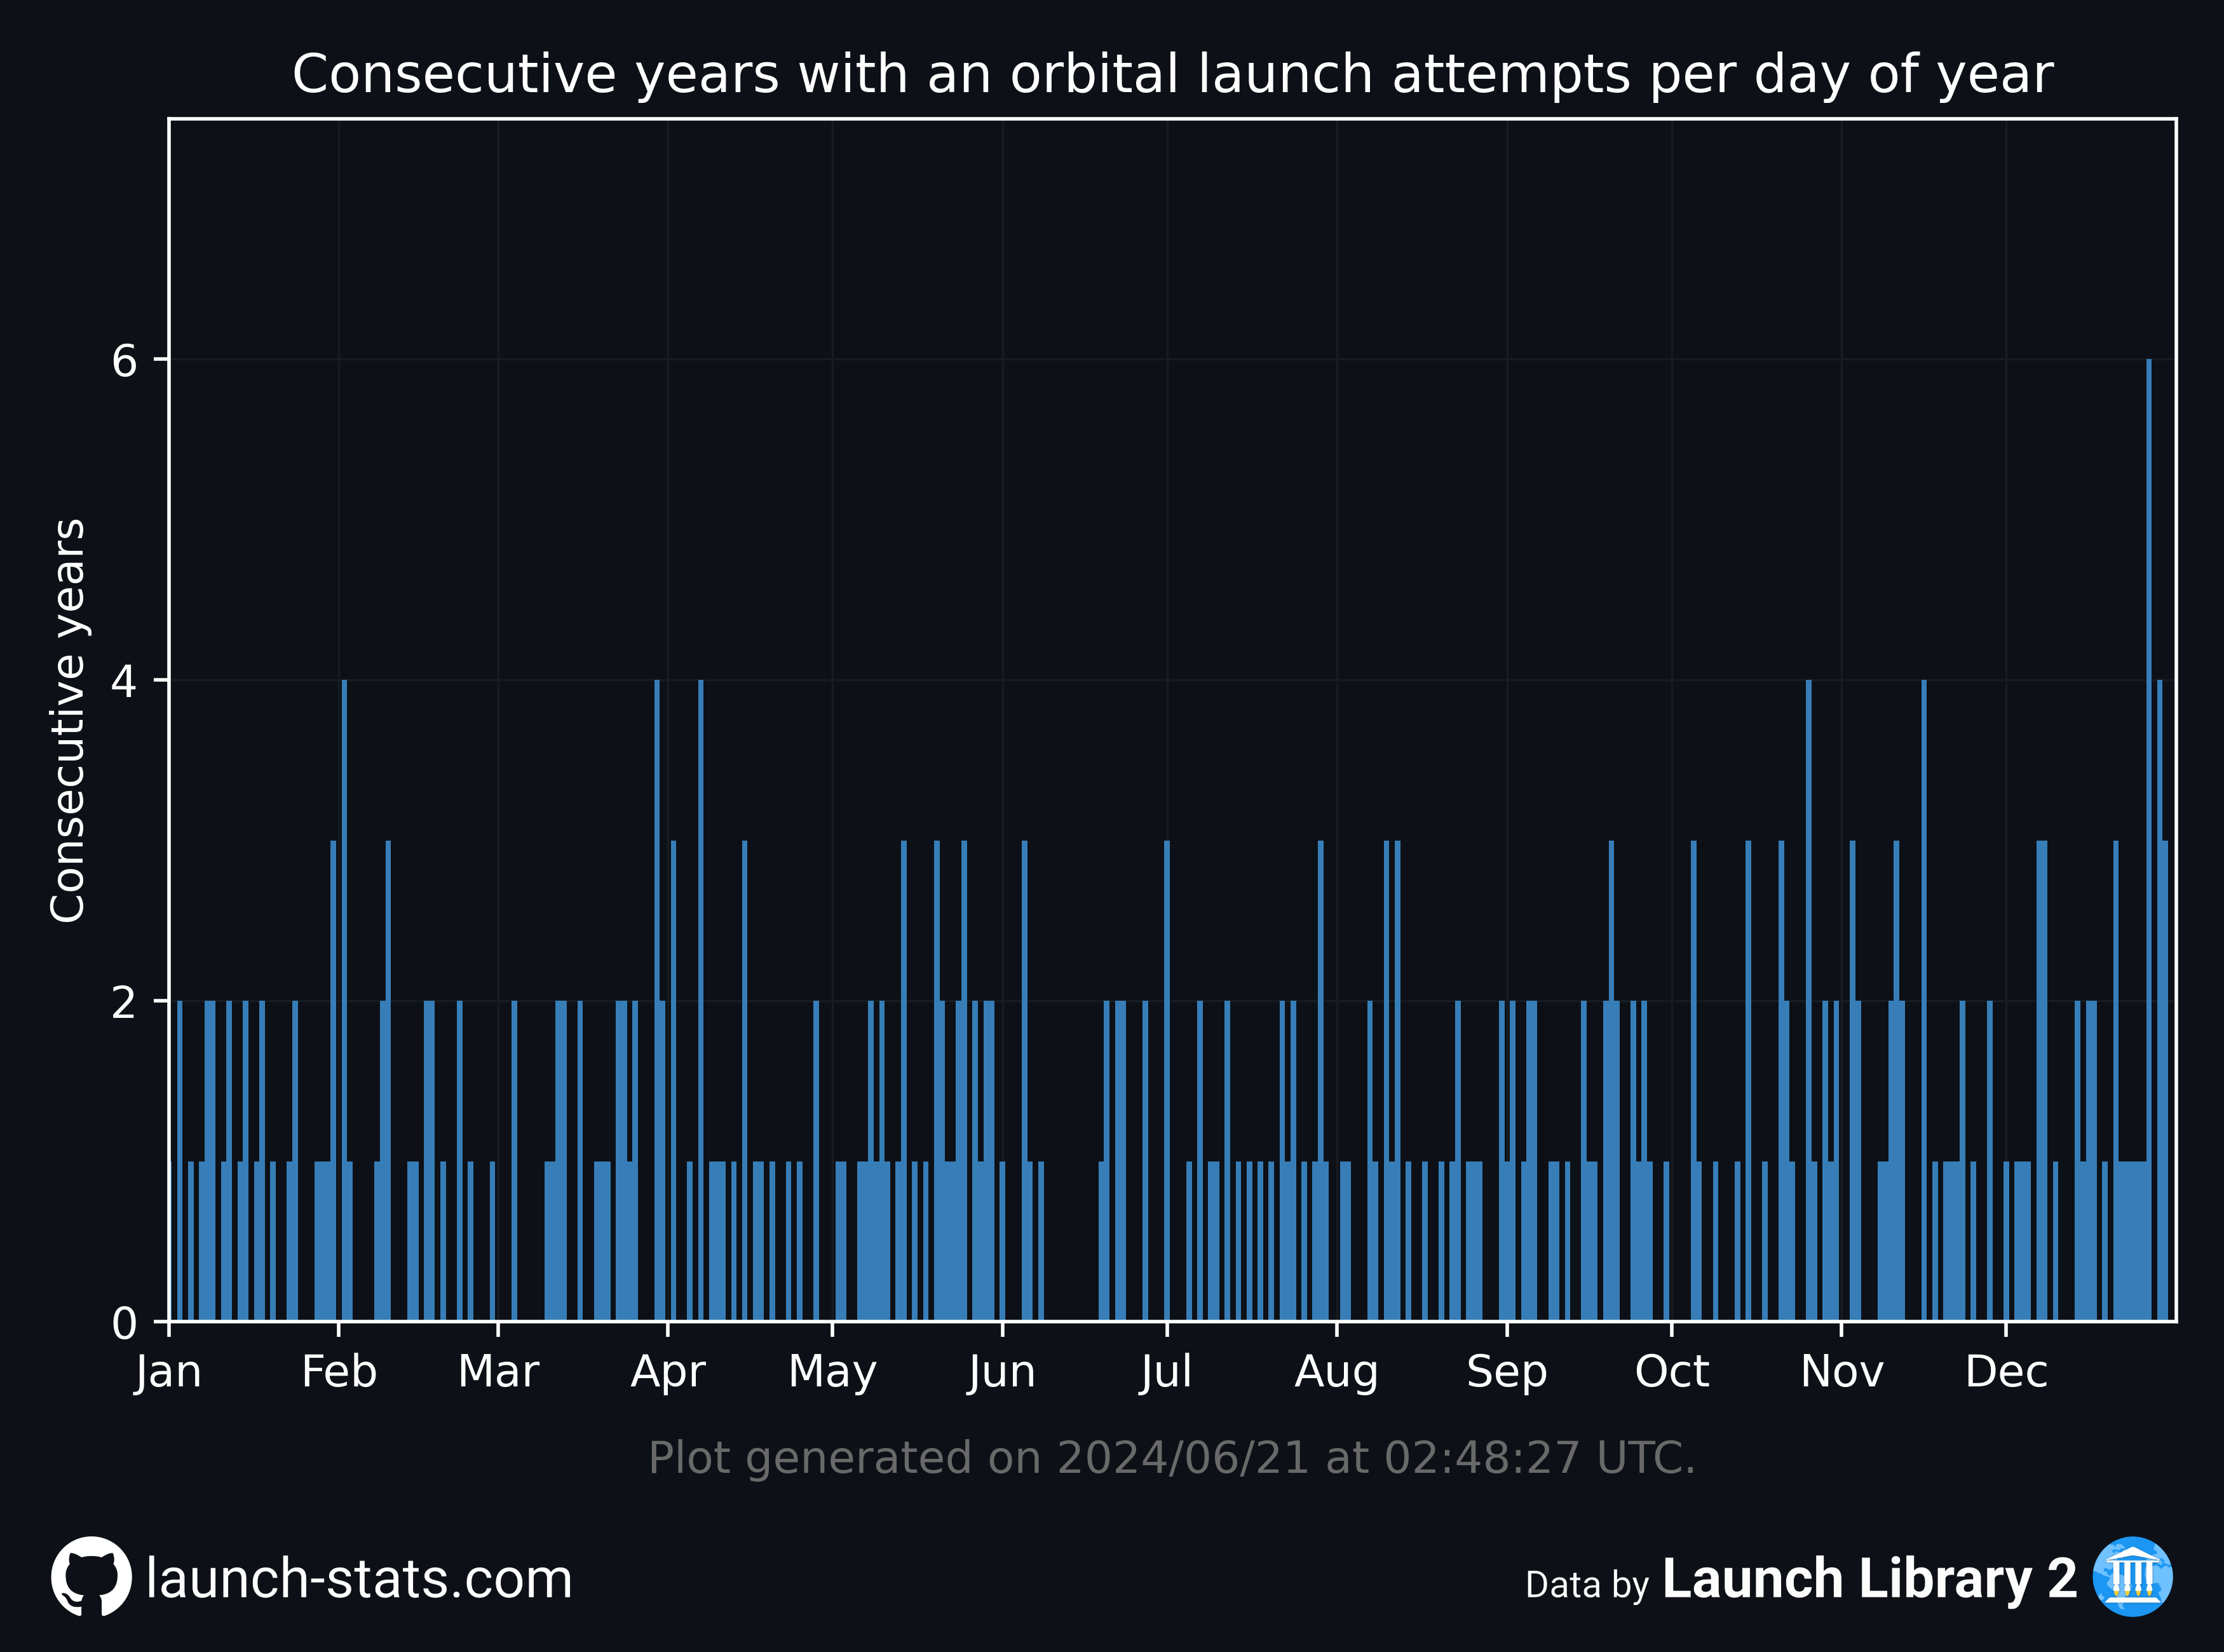 Consecutive years with an orbital launch attempts per day of year
Consecutive years
6
4
2
0
Jan Feb Mar Apr May Jun Jul Aug Sep Oct Nov Dec
Plot generated on 2024/06/21 at 02:48:27 UTC.
launch-stats.com
Data by Launch Library 2